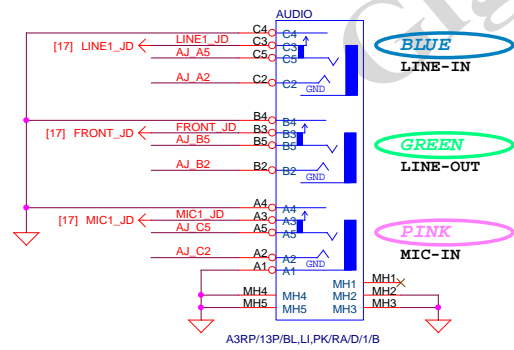 AUDIO
C4 C4
LINE1_JD C3 C3
[17] LINE1_JD
AJ_A5 C5 C5
BLUE
LINE-IN
AJ_A2 C2 C2
GND
B4 B4
FRONT_JD B3 B3
[17] FRONT_JD
AJ_B5 B5 B5
GREEN
LINE-OUT
AJ_B2 B2 B2
GND
A4 A4
MIC1_JD A3 A3
[17] MIC1_JD
AJ_C5 A5 A5
PINK
MIC-IN
AJ_C2 A2 A2
GND
A1 A1
MH1 MH1
MH4 MH4 MH2 MH2
MH5 MH5 MH3 MH3
A3RP/13P/BL,LI,PK/RA/D/1/B